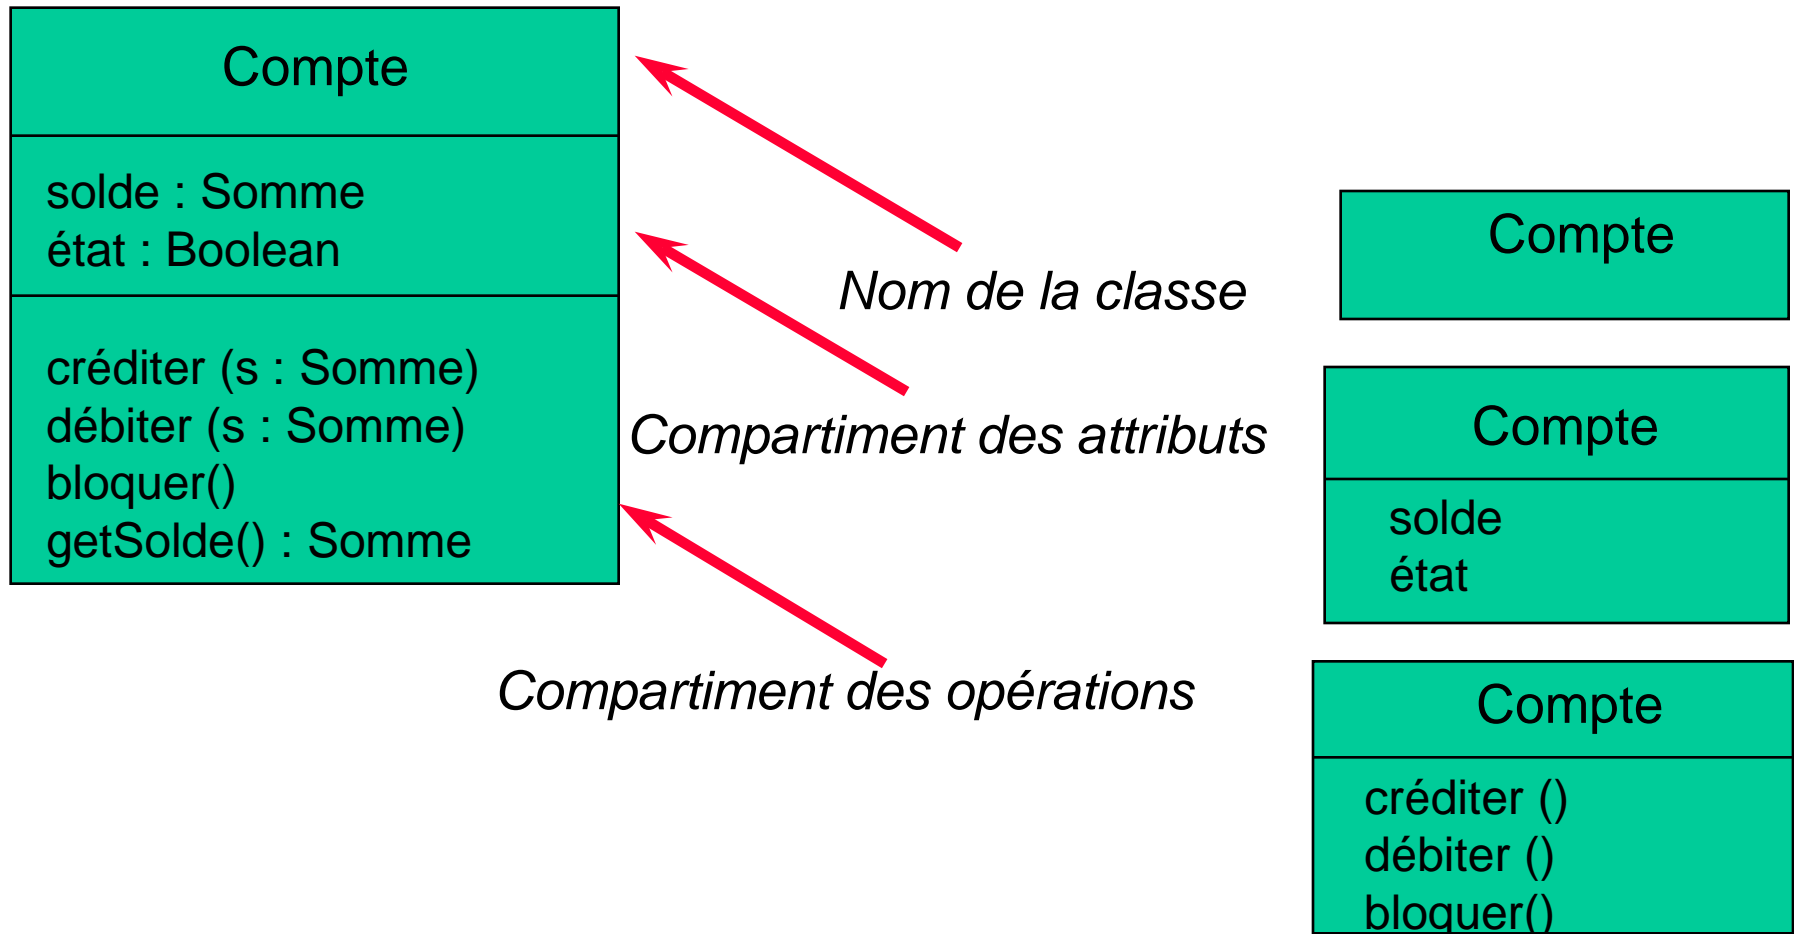 Compte
solde : Somme
état : Boolean
créditer (s : Somme)
débiter (s : Somme)
bloquer()
getSolde() : Somme
Nom de la classe
Compartiment des attributs
Compartiment des opérations
Compte
Compte
solde
état
Compte
créditer ()
débiter ()
bloquer()